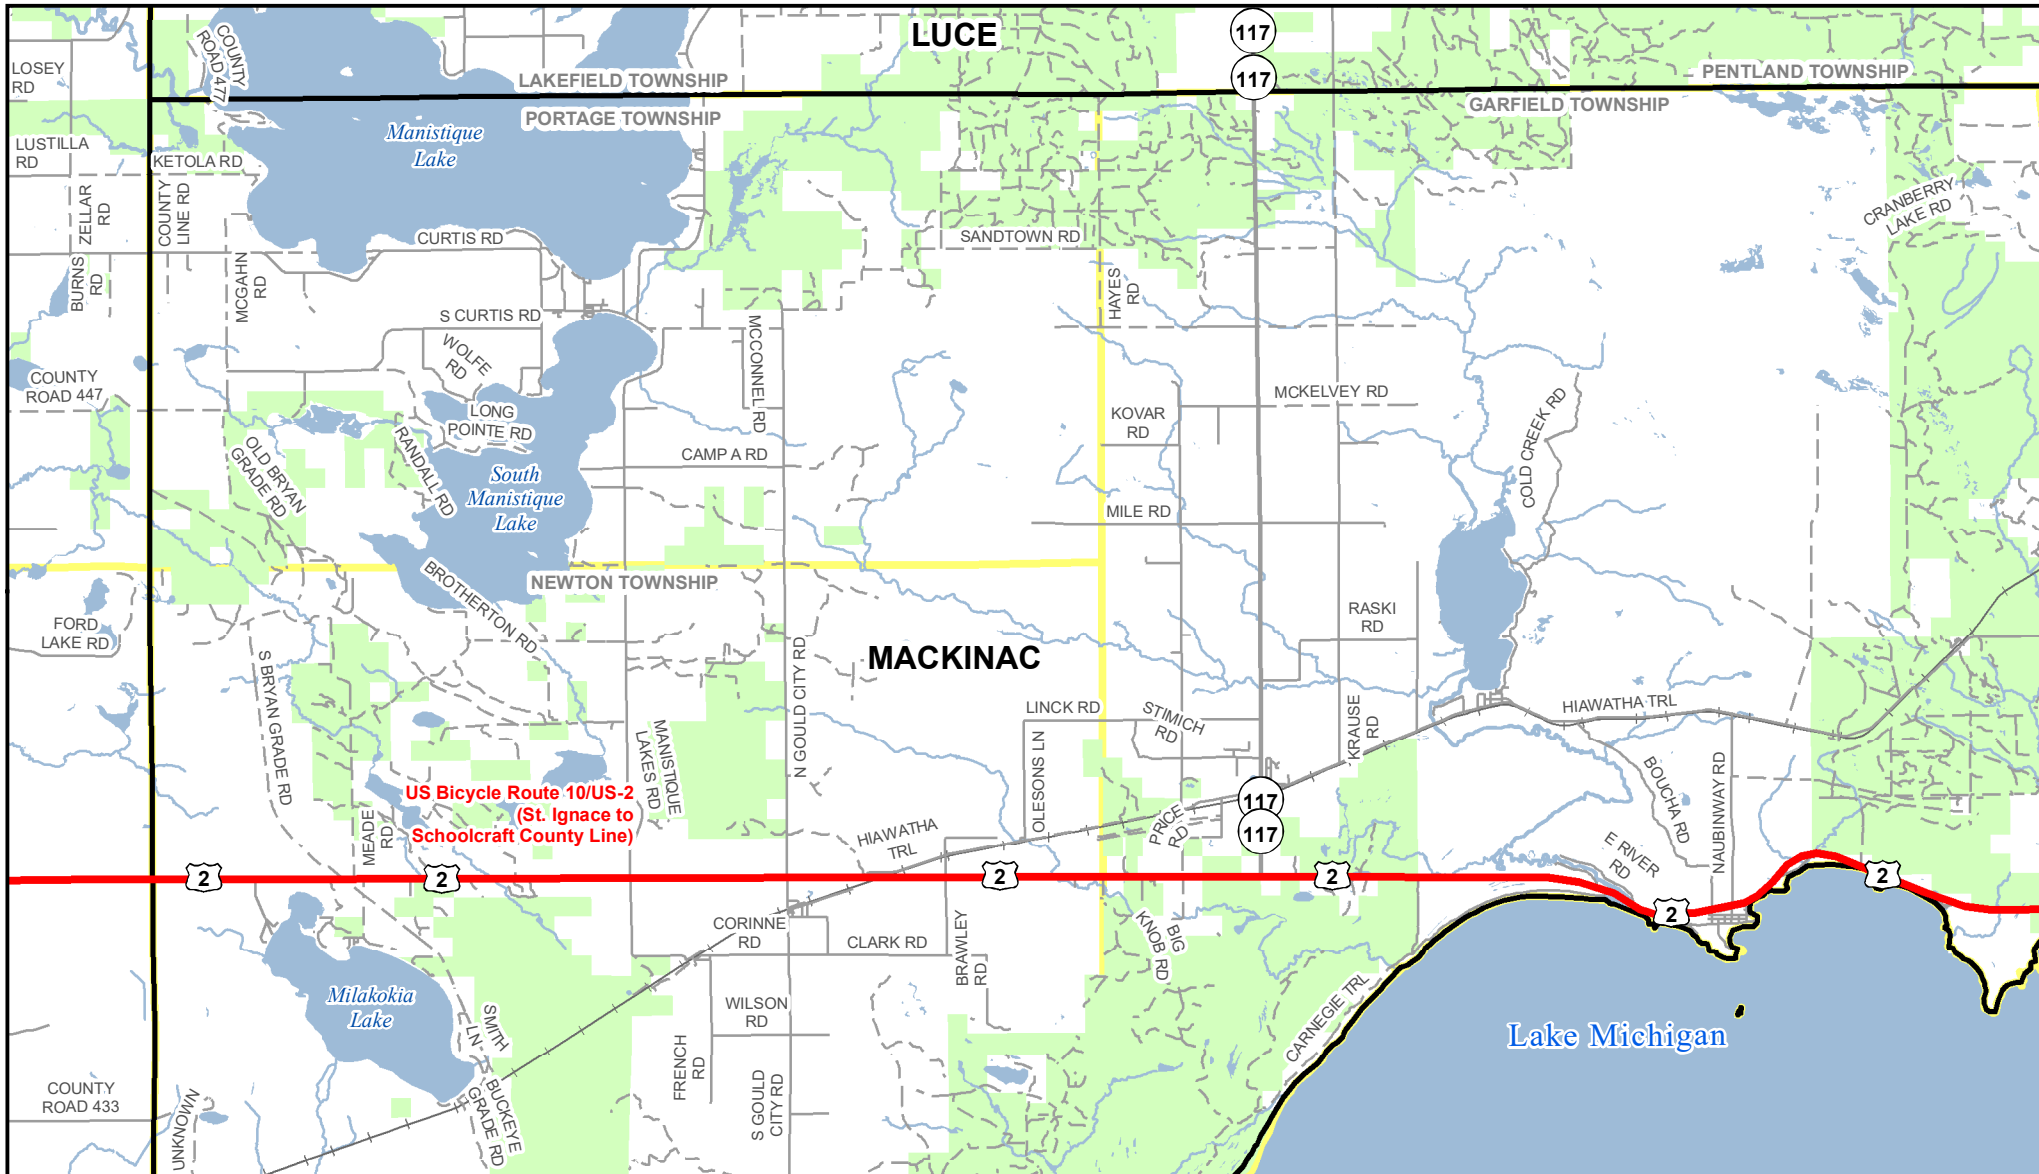 LUCE
117
117
LAKEFIELD TOWNSHIP
PORTAGE TOWNSHIP
PENTLAND TOWNSHIP
GARFIELD TOWNSHIP
COUNTY
ROAD 477
LOSEY
RD
LUSTILLA
RD
KETOLA RD
Manistique
Lake
ZELLAR
RD
COUNTY
LINE RD
CRANBERRY
LAKE RD
CURTIS RD
SANDTOWN RD
BURNS
RD
MCGAHN
RD
HAYES
RD
S CURTIS RD
WOLFE
RD
MCCONNEL RD
COUNTY
ROAD 447
LONG
POINTE RD
KOVAR
RD
MCKELVEY RD
COLD CREEK RD
OLD BRYAN
GRADE RD
RANDALL RD
CAMP A RD
South
Manistique
Lake
MILE RD
BROTHERTON RD
NEWTON TOWNSHIP
FORD
LAKE RD
RASKI
RD
S BRYAN GRADE RD
N GOULD CITY RD
MACKINAC
LINCK RD
STIMICH
RD
KRAUSE
RD
HIAWATHA TRL
MANISTIQUE
LAKES RD
OLESONS LN
BOUCHA RD
NAUBINWAY RD
US Bicycle Route 10/US-2
(St. Ignace to
Schoolcraft County Line)
MEADE
RD
HIAWATHA
TRL
PRICE
RD
117
117
E RIVER
RD
2
2
2
2
2
2
CORINNE
RD
CLARK RD
BRAWLEY
RD
BIG
KNOB RD
Milakokia
Lake
SMITH
LN
WILSON
RD
CARNEGIE TRL
Lake Michigan
FRENCH
RD
S GOULD
CITY RD
COUNTY
ROAD 433
UNKNOWN
BUCKEYE
GRADE RD